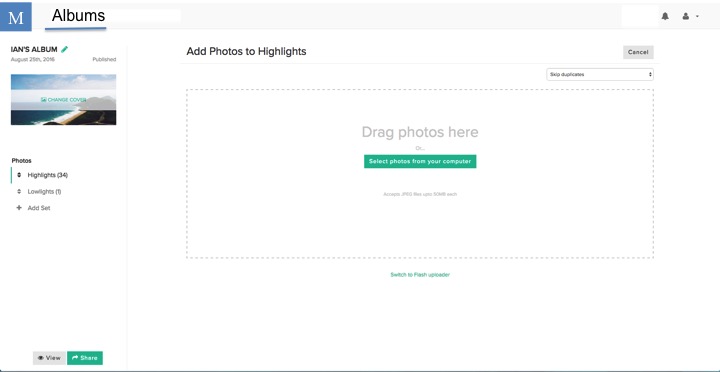 M
Albums
IAN'S ALBUM
August 25th, 2016 Published
CHANGE COVER
Photos
Highlights (34)
Lowlights (1)
Add Set
View Share
Add Photos to Highlights
Cancel
Skip duplicates
Drag photos here
Or...
Select photos from your computer
Accepts JPEG files upto 50MB each
Switch to Flash uploader